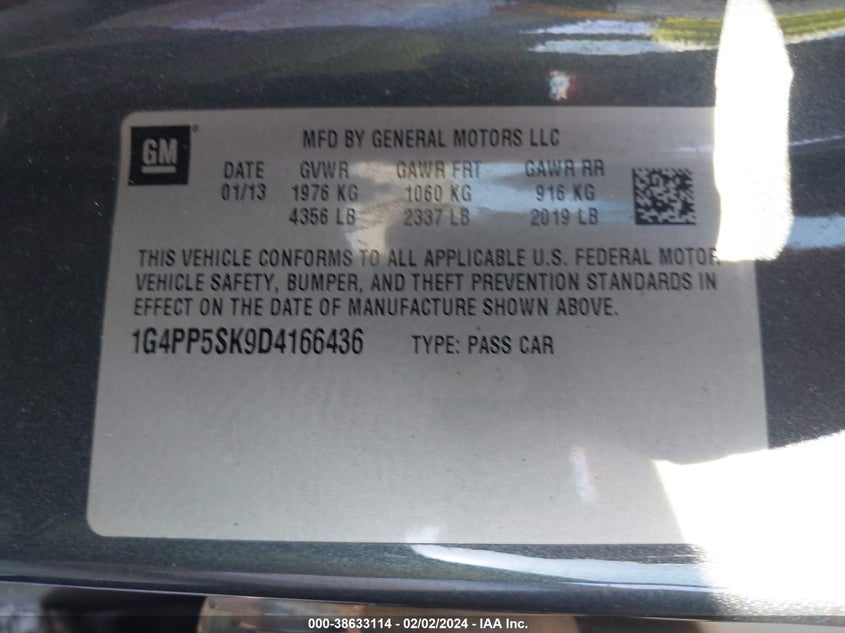 GM ®
MFD BY GENERAL MOTORS LLC
DATE GVWR GAWR FRT GAWR RR
01/13 1976 KG 1060 KG 916 KG
4356 LB 2337 LB 2019 LB
THIS VEHICLE CONFORMS TO ALL APPLICABLE U.S. FEDERAL MOTOR
VEHICLE SAFETY, BUMPER, AND THEFT PREVENTION STANDARDS IN
EFFECT ON THE DATE OF MANUFACTURE SHOWN ABOVE.
1G4PP5SK9D4166436 TYPE: PASS CAR
000-38633114 - 02/02/2024 - IAA Inc.